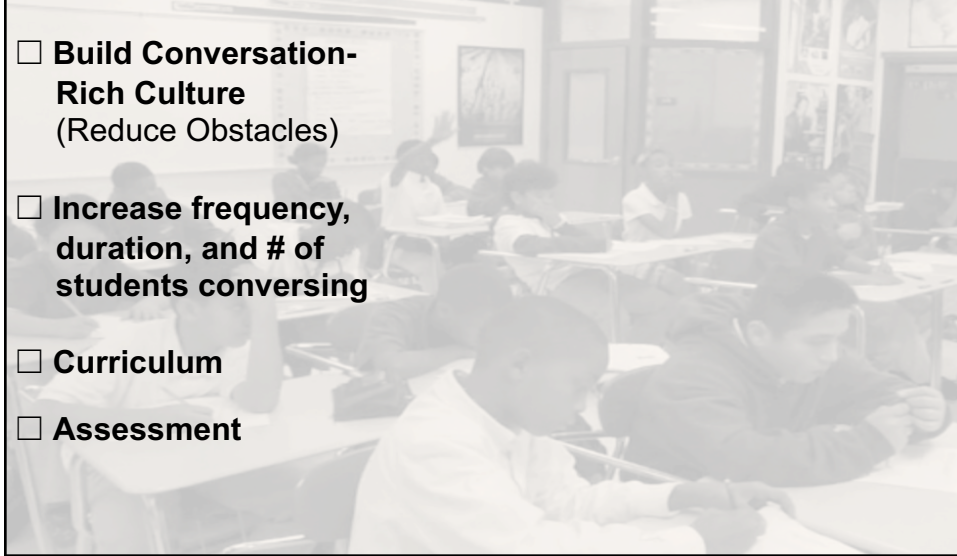 ☐ Build Conversation-
Rich Culture
(Reduce Obstacles)
☐ Increase frequency,
duration, and # of
students conversing
☐ Curriculum
☐ Assessment